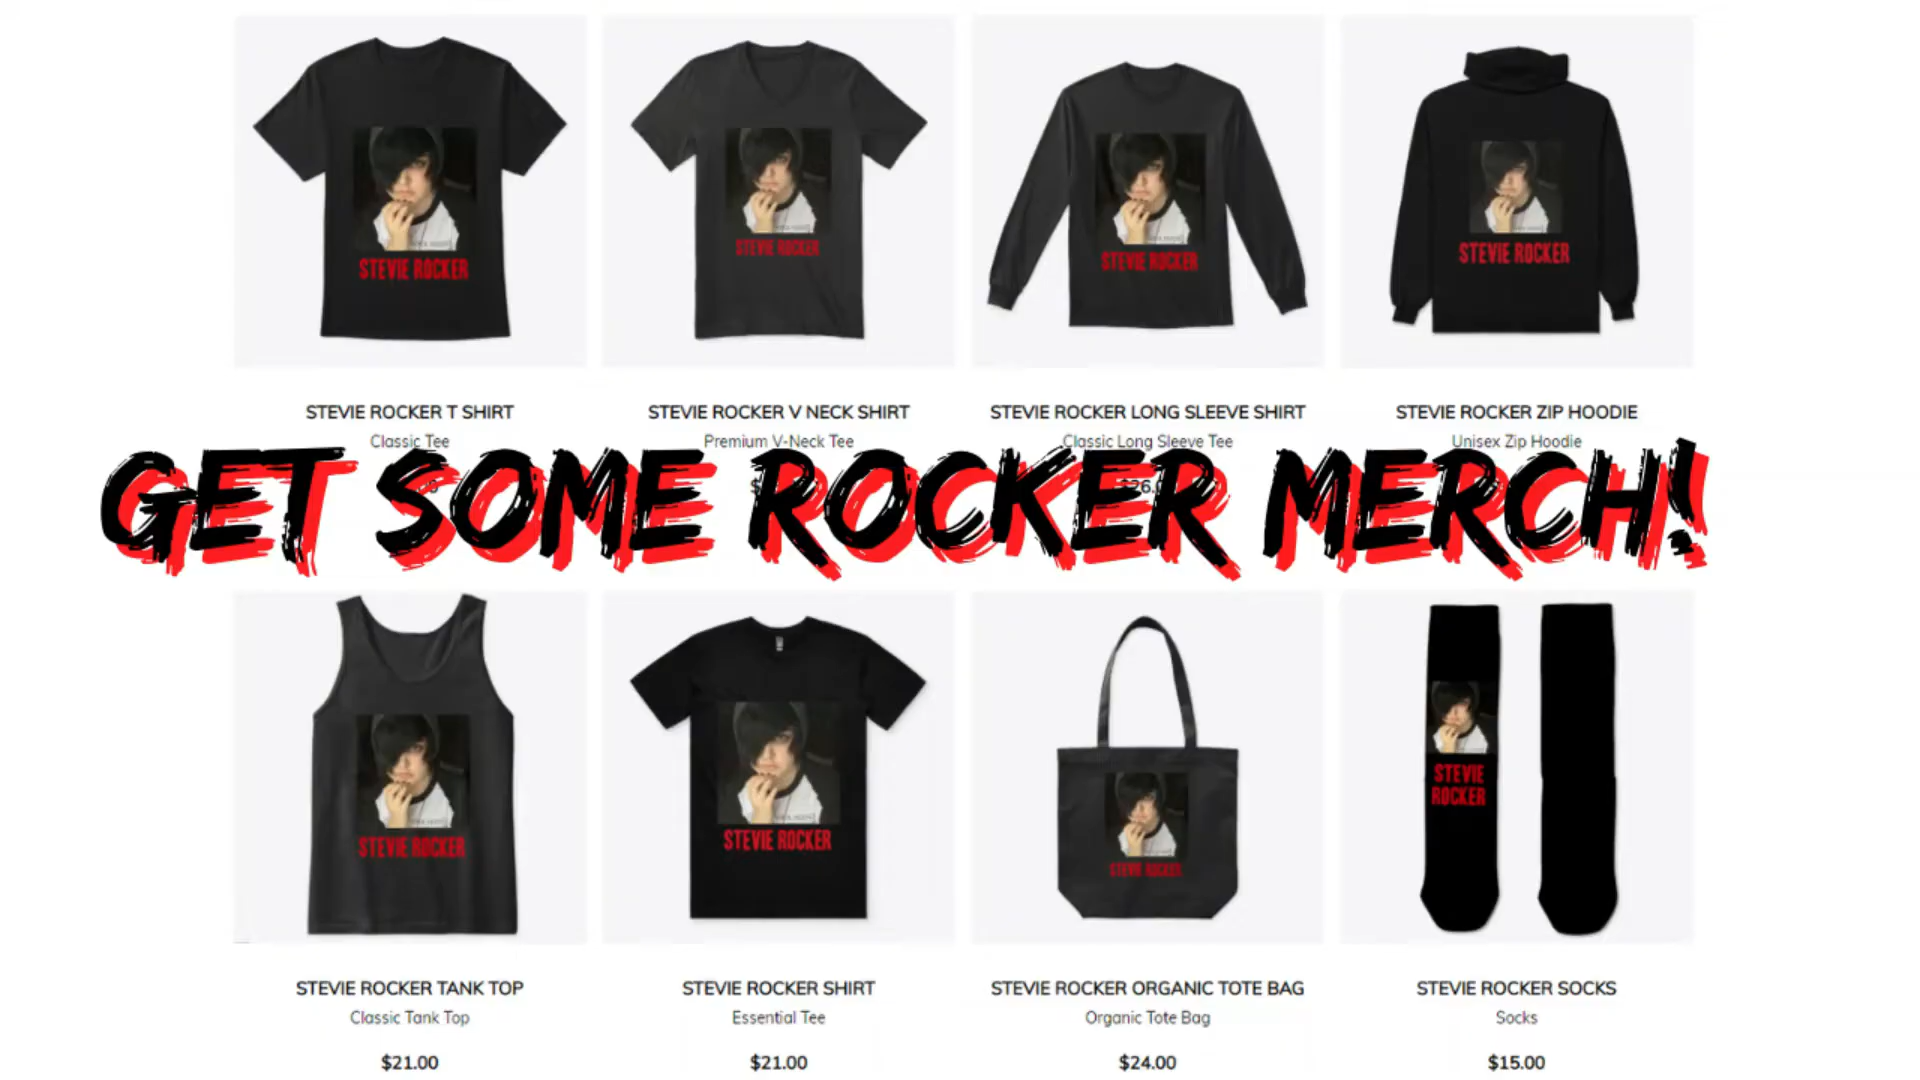 STEVIE ROCKER
STEVIE ROCKER
STEVIE ROCKER
STEVIE ROCKER
STEVIE ROCKER T SHIRT
STEVIE ROCKER V NECK SHIRT
STEVIE ROCKER LONG SLEEVE SHIRT
STEVIE ROCKER ZIP HOODIE
Classic Tee
Premium V-Neck Tee
Classic Long Sleeve Tee
Unisex Zip Hoodie
GET SOME ROCKER MERCH!
STEVIE ROCKER
STEVIE ROCKER
STEVIE ROCKER
STEVIE
ROCKER
STEVIE ROCKER TANK TOP
STEVIE ROCKER SHIRT
STEVIE ROCKER ORGANIC TOTE BAG
STEVIE ROCKER SOCKS
Classic Tank Top
Essential Tee
Organic Tote Bag
Socks
$21.00
$21.00
$24.00
$15.00